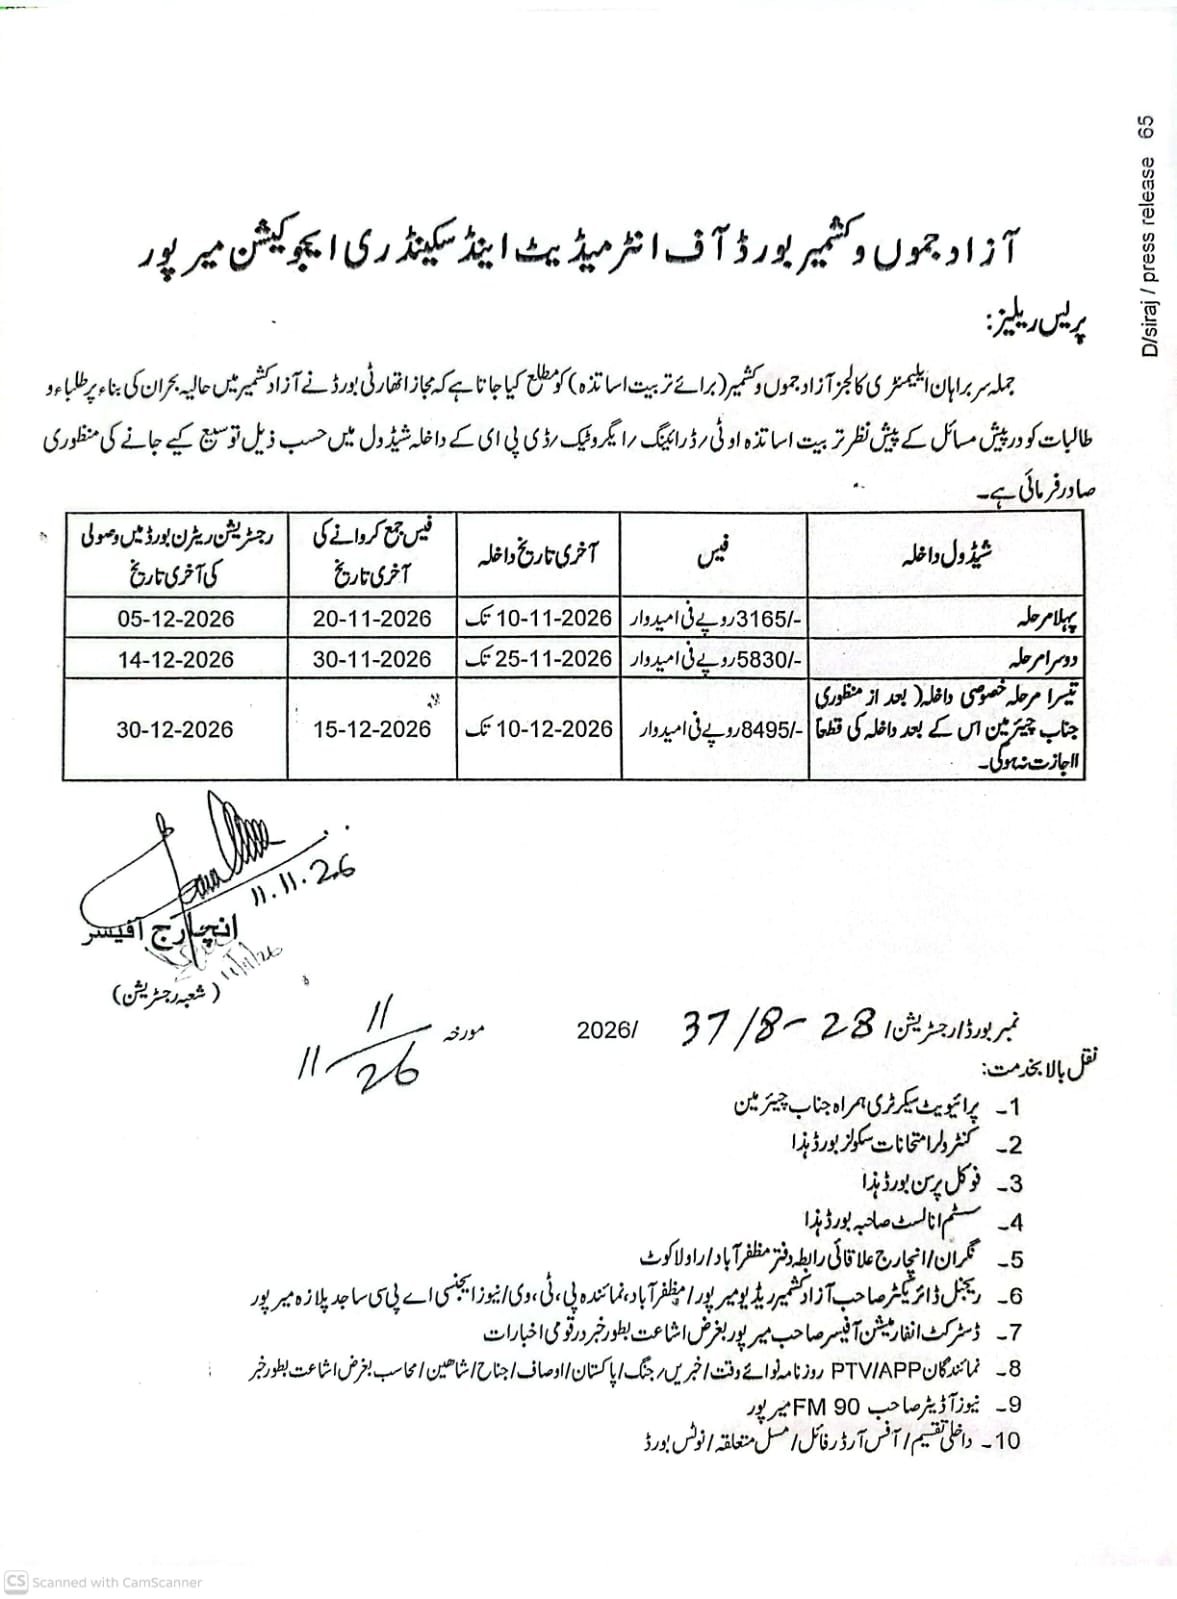 D/siraj / press release 65
آزاد جموں و کشمیر بورڈ آف انٹرمیڈیٹ اینڈ سکینڈری ایجوکیشن میرپور
پریس ریلیز:
جملہ سربراہان ایلیمنٹری کالجز آزاد جموں و کشمیر (برائے تربیت اساتذہ) کو مطلع کیا جاتا ہے کہ مجاز اتھارٹی بورڈ نے آزاد کشمیر میں حالیہ بحران کی بناء پر طلباء و
طالبات کو درپیش مسائل کے پیش نظر تربیت اساتذہ او ٹی/ڈرائینگ/ایگروٹیک/ڈی پی ای کے داخلہ شیڈول میں حسب ذیل توسیع کیے جانے کی منظوری
صادر فرمائی ہے۔
شیڈول داخلہ | فیس | آخری تاریخ داخلہ | فیس جمع کروانے کی آخری تاریخ | رجسٹریشن ریٹرن بورڈ میں وصولی کی آخری تاریخ
پہلا مرحلہ | 3165/- روپے فی امیدوار | 10-11-2026 تک | 20-11-2026 | 05-12-2026
دوسرا مرحلہ | 5830/- روپے فی امیدوار | 25-11-2026 تک | 30-11-2026 | 14-12-2026
تیسرا مرحلہ خصوصی داخلہ (بعد از منظوری
جناب چیئرمین اس کے بعد داخلہ کی قطعاً
ااجازت نہ ہوگی۔ | 8495/- روپے فی امیدوار | 10-12-2026 تک | 15-12-2026 | 30-12-2026
11.11.26
انچارج آفیسر
11/11/26
(شعبہ رجسٹریشن)
نمبر بورڈ/رجسٹریشن/ 37/8-28 /2026 مورخہ 11/11/26
نقل بالا بخدمت:
1۔ پرائیویٹ سیکرٹری ہمراہ جناب چیئرمین
2۔ کنٹرولر امتحانات سکولز بورڈ ہذا
3۔ فوکل پرسن بورڈ ہذا
4۔ سسٹم انالسٹ صاحبہ بورڈ ہذا
5۔ نگران/انچارج علاقائی رابطہ دفتر مظفر آباد/راولاکوٹ
6۔ ریجنل ڈائریکٹر صاحب آزاد کشمیر ریڈیو میرپور/مظفرآباد، نمائندہ پی، ٹی، وی/نیوز ایجنسی اے پی سی ساجد پلازہ میرپور
7۔ ڈسٹرکٹ انفارمیشن آفیسر صاحب میرپور بغرض اشاعت بطور خبر در قومی اخبارات
8۔ نمائندگان PTV/APP روزنامہ نوائے وقت/خبریں/جنگ/پاکستان/اوصاف/جناح/شاھین/محاسب بغرض اشاعت بطور خبر
9۔ نیوز آڈیٹر صاحب FM 90 میرپور
10۔ داخلی تقسیم/آفس آرڈر فائل/مسل متعلقہ/نوٹس بورڈ
CS Scanned with CamScanner